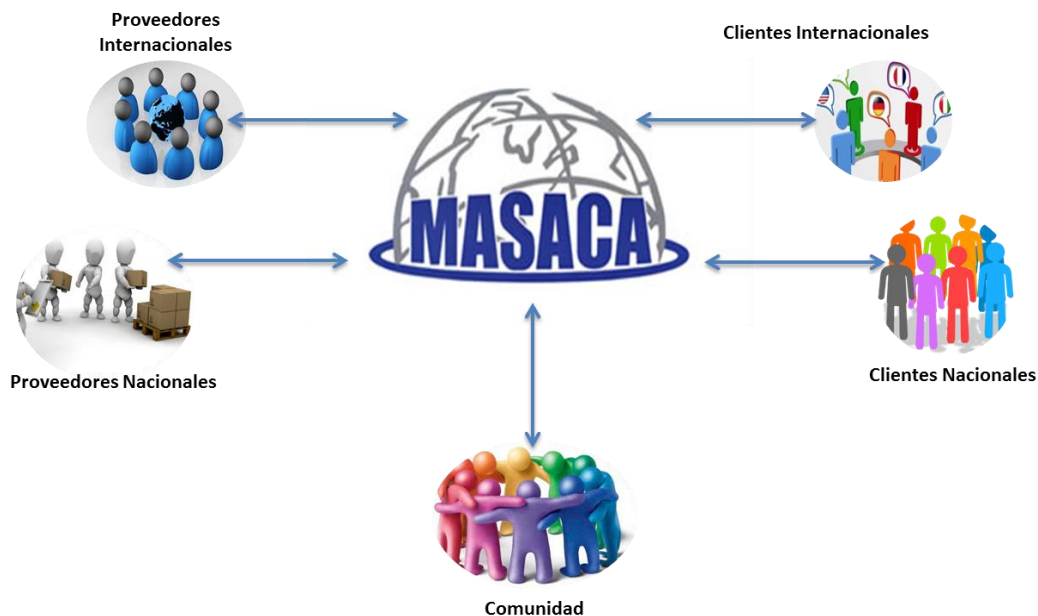 Proveedores
Internacionales
Clientes Internacionales
MASACA
Proveedores Nacionales
Clientes Nacionales
Comunidad